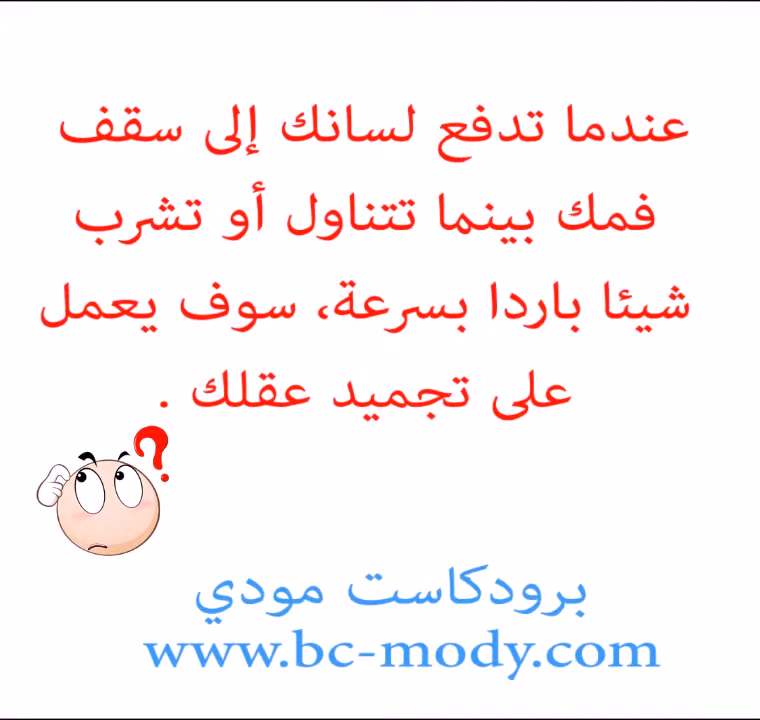 عندما تدفع لسانك إلى سقف
فمك بينما تتناول أو تشرب
شيئا باردا بسرعة، سوف يعمل
على تجميد عقلك .
?
برودكاست مودي
www.bc-mody.com